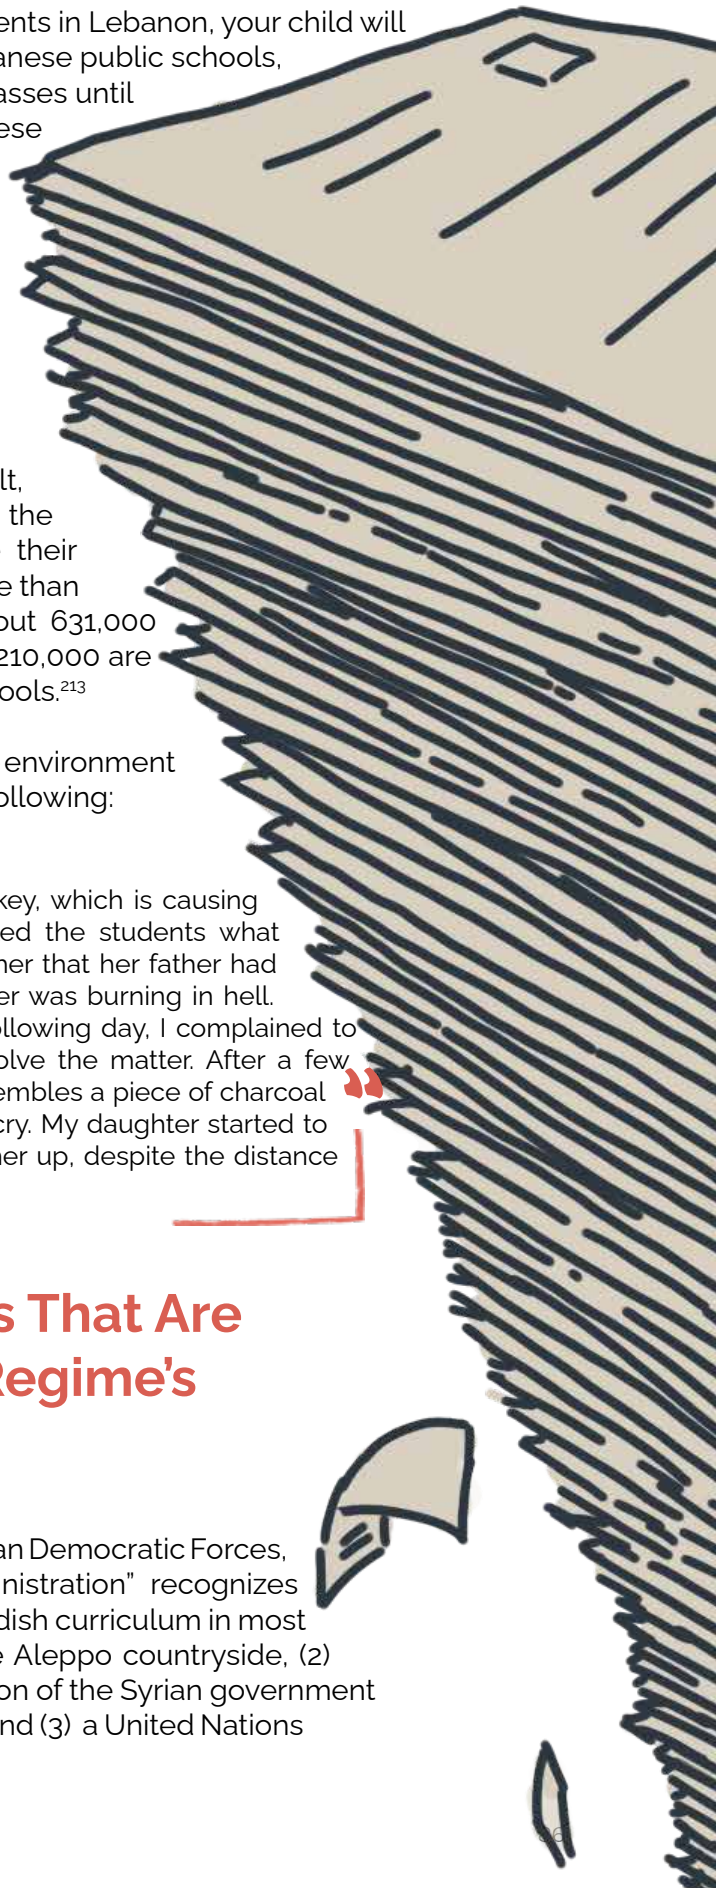 ents in Lebanon, your child will
anese public schools,
asses until
ese
lt,
the
their
e than
out 631,000
210,000 are
ools.²¹³
environment
ollowing:
key, which is causing
ed the students what
her that her father had
er was burning in hell.
ollowing day, I complained to
olve the matter. After a few
embles a piece of charcoal
cry. My daughter started to
her up, despite the distance
”
s That Are
Regime’s
an Democratic Forces,
nistration” recognizes
dish curriculum in most
e Aleppo countryside, (2)
on of the Syrian government
nd (3) a United Nations